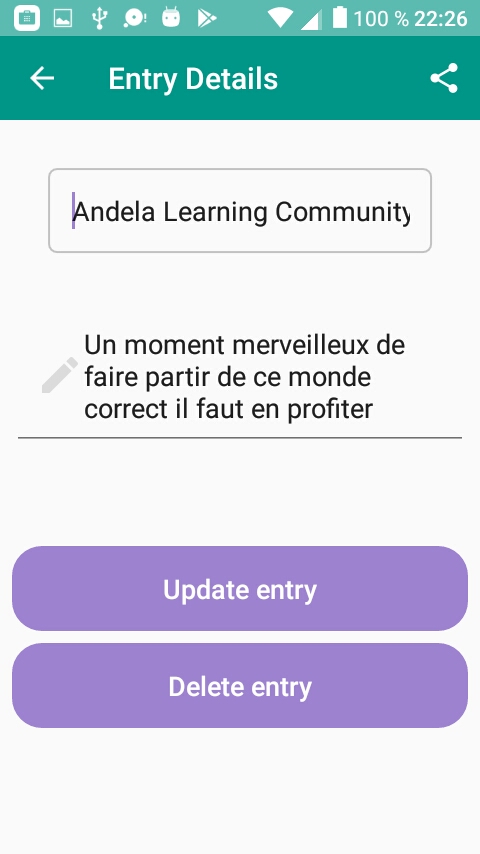 100 % 22:26
Entry Details
Andela Learning Community
Un moment merveilleux de
faire partir de ce monde
correct il faut en profiter
Update entry
Delete entry